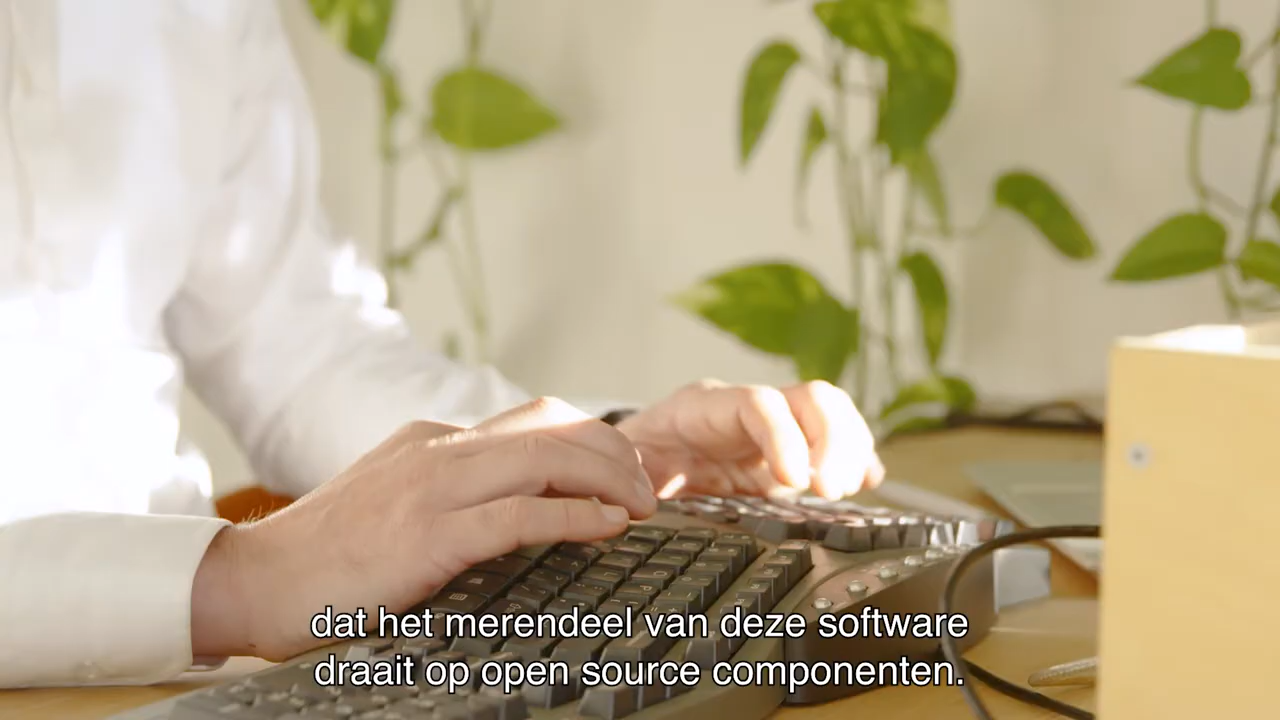 dat het merendeel van deze software
draait op open source componenten.